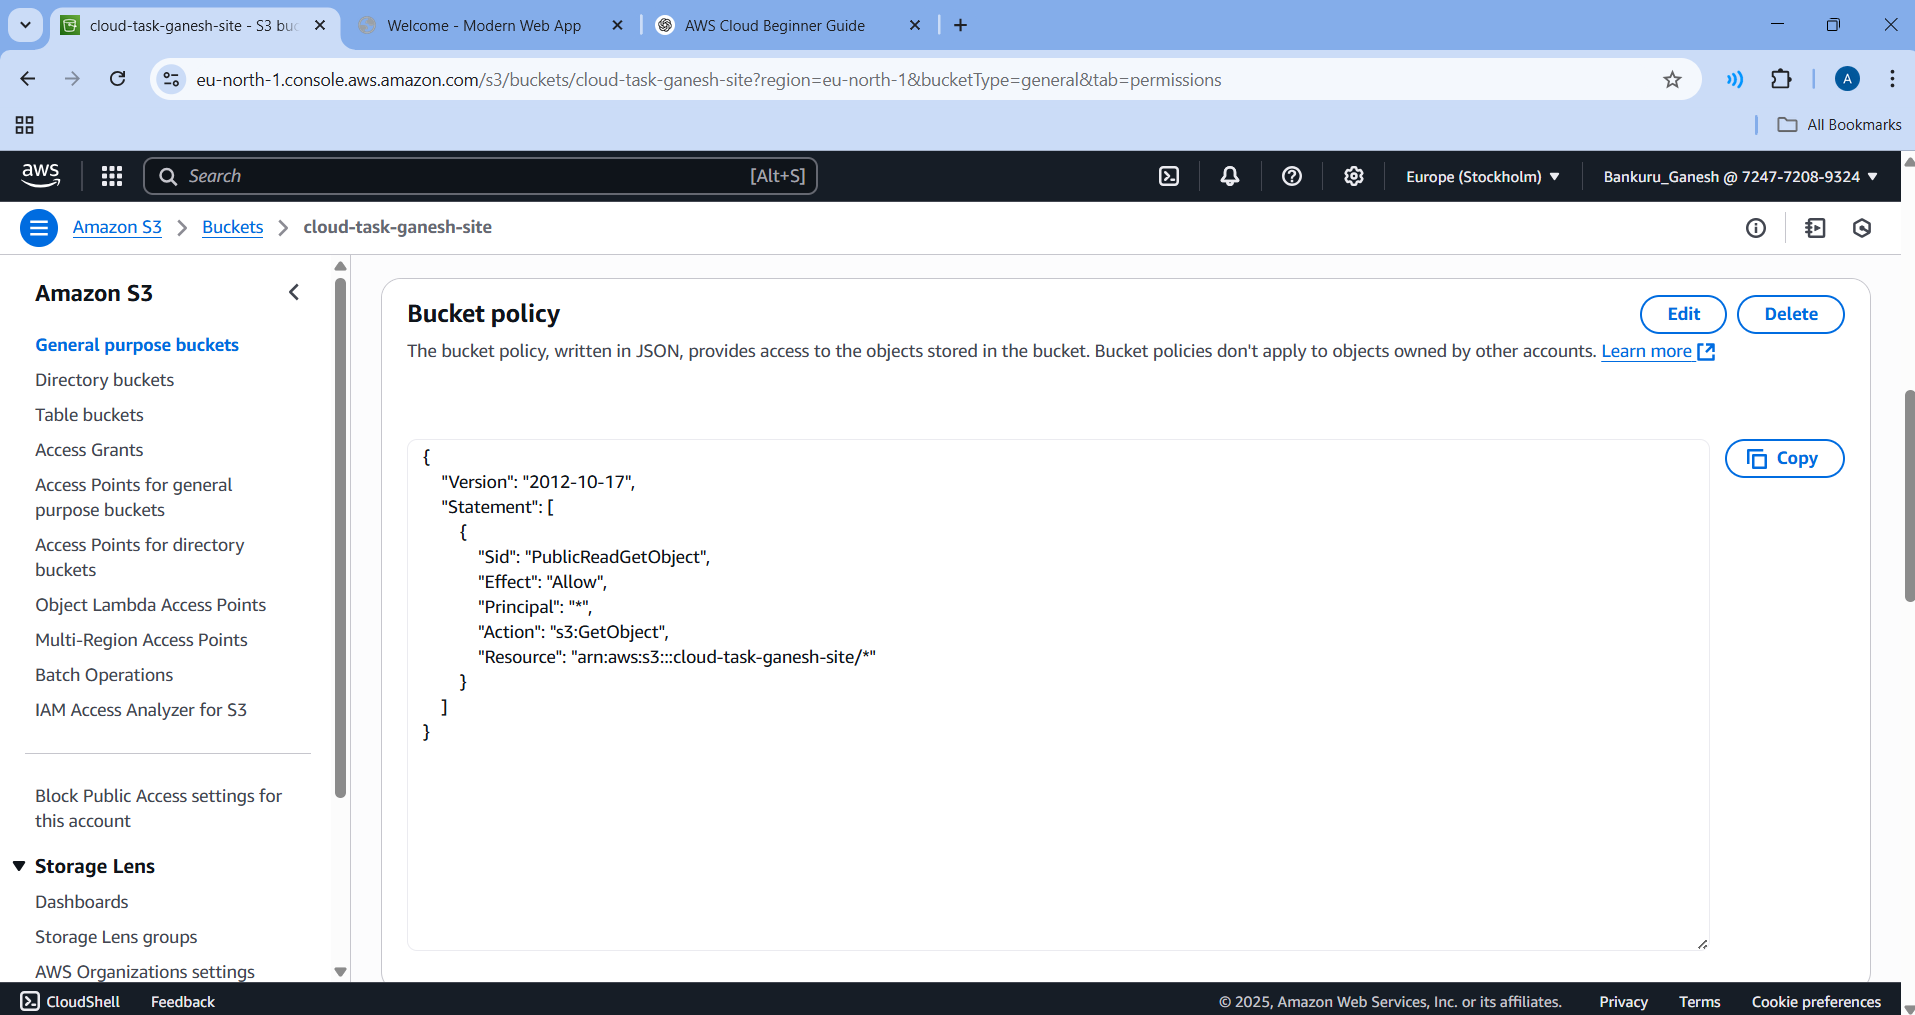 cloud-task-ganesh-site - S3 buc
Welcome - Modern Web App
AWS Cloud Beginner Guide
eu-north-1.console.aws.amazon.com/s3/buckets/cloud-task-ganesh-site?region=eu-north-1&bucketType=general&tab=permissions
A
All Bookmarks
aws
Search
[Alt+S]
Europe (Stockholm)
Bankuru_Ganesh @ 7247-7208-9324
Amazon S3
Buckets
cloud-task-ganesh-site
Amazon S3
General purpose buckets
Directory buckets
Table buckets
Access Grants
Access Points for general
purpose buckets
Access Points for directory
buckets
Object Lambda Access Points
Multi-Region Access Points
Batch Operations
IAM Access Analyzer for S3
Block Public Access settings for
this account
Storage Lens
Dashboards
Storage Lens groups
AWS Organizations settings
Bucket policy
Edit
Delete
The bucket policy, written in JSON, provides access to the objects stored in the bucket. Bucket policies don't apply to objects owned by other accounts. Learn more
Copy
{
"Version": "2012-10-17",
"Statement": [
{
"Sid": "PublicReadGetObject",
"Effect": "Allow",
"Principal": "*",
"Action": "s3:GetObject",
"Resource": "arn:aws:s3:::cloud-task-ganesh-site/*"
}
]
}
CloudShell
Feedback
© 2025, Amazon Web Services, Inc. or its affiliates.
Privacy
Terms
Cookie preferences